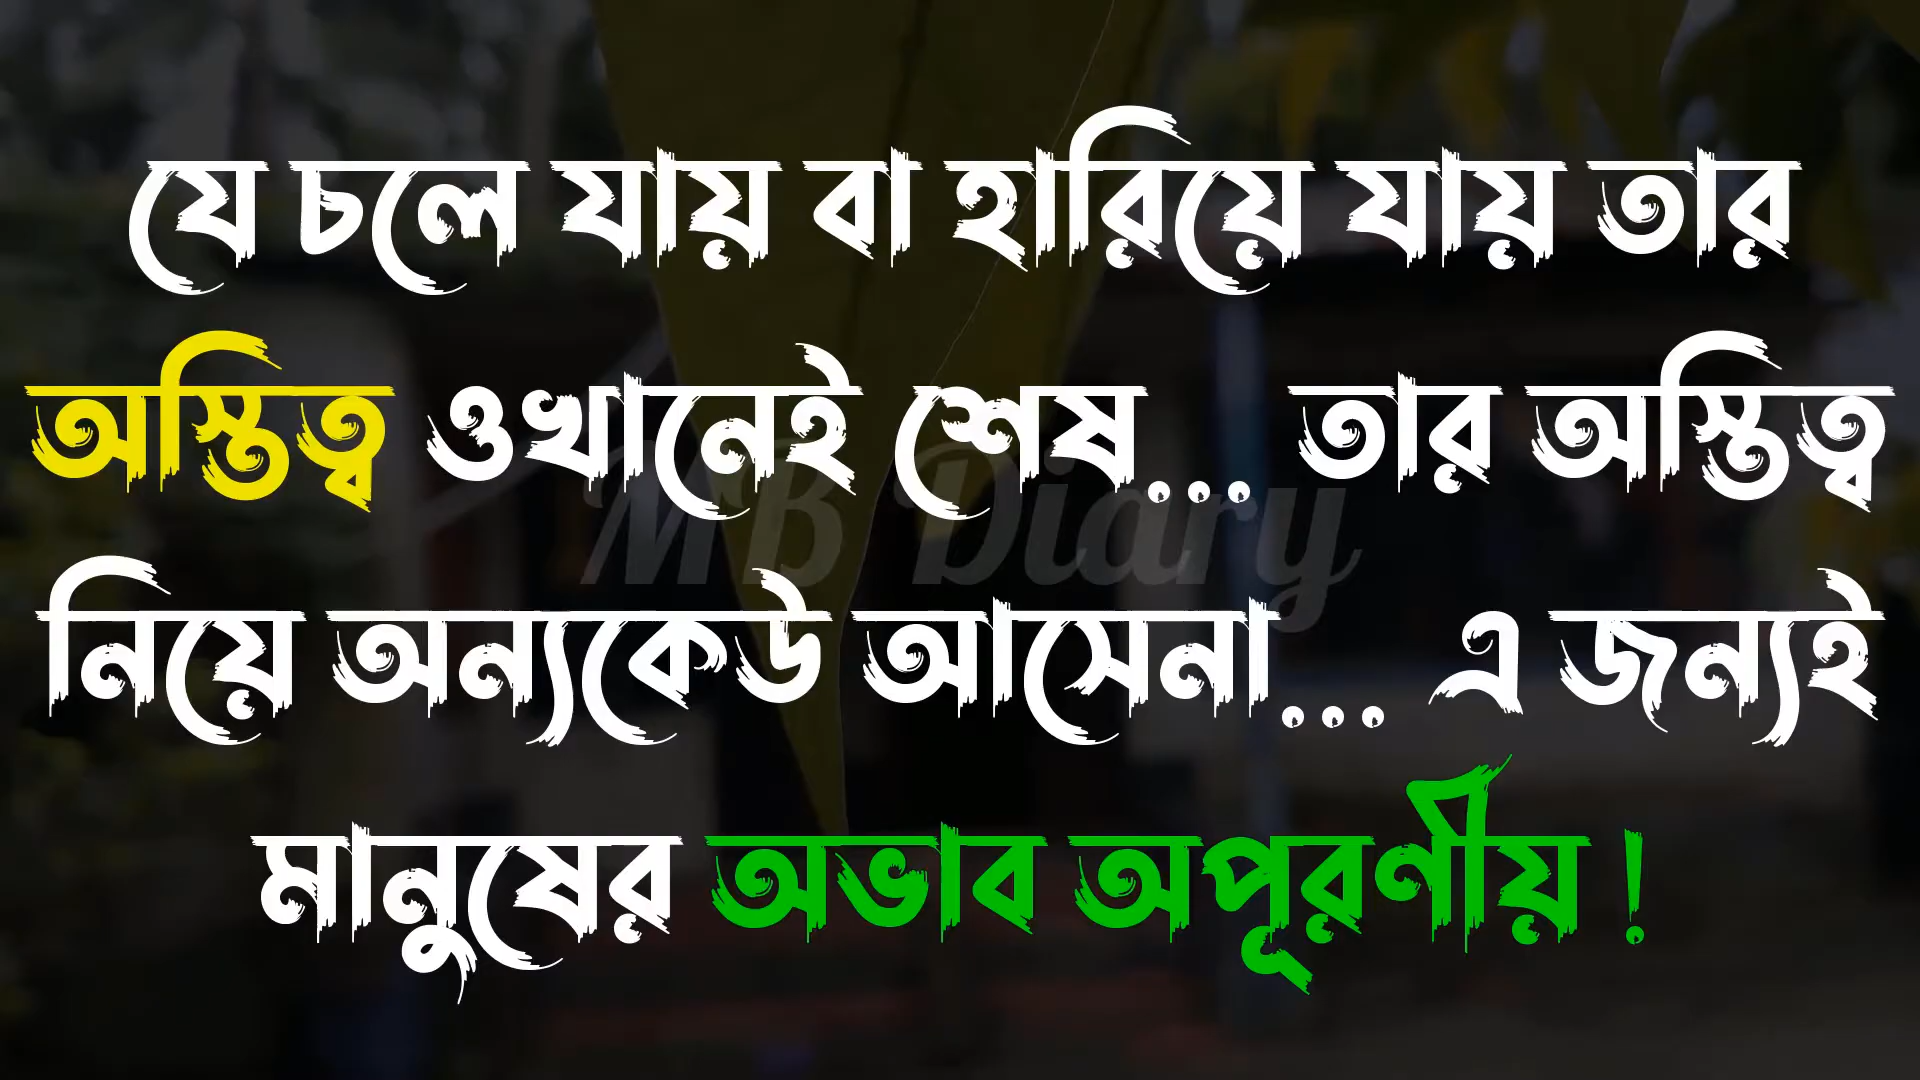 যে চলে যায় বা হারিয়ে যায় তার
অস্তিত্ব ওখানেই শেষ... তার অস্তিত্ব
নিয়ে অন্যকেউ আসেনা... এ জন্যই
মানুষের অভাব অপূরণীয় !
MB Diary